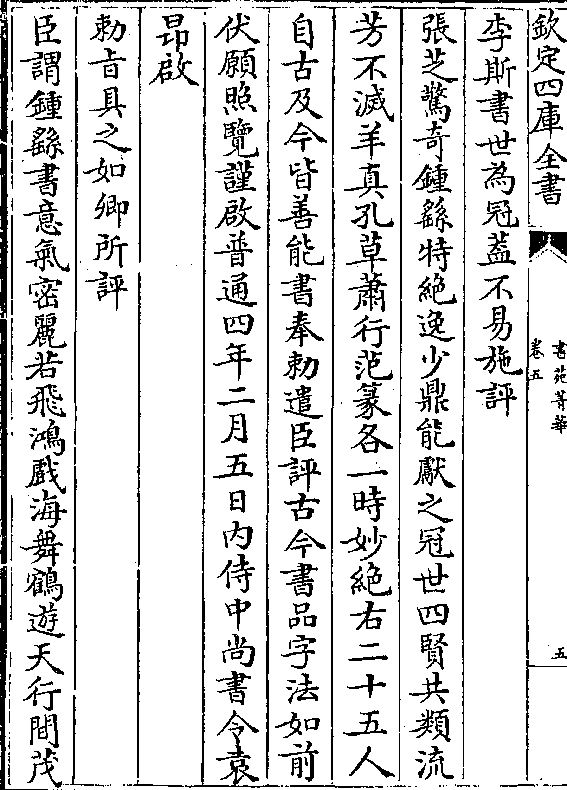 欽定四庫全書
書苑菁華
卷五
五
李斯書世為冠葢不易施評
張芝驚奇鍾繇特絶逸少鼎能獻之冠世四賢共類流
芳不滅羊真孔草蕭行范篆各一時妙絶右二十五人
自古及今皆善能書奉勅遣臣評古今書品字法如前
伏願照覽謹啟普通四年二月五日内侍中尚書令袁
昂啟
勅㫖具之如卿所評
臣謂鍾繇書意氣密麗若飛鴻戲海舞鶴遊天行間茂